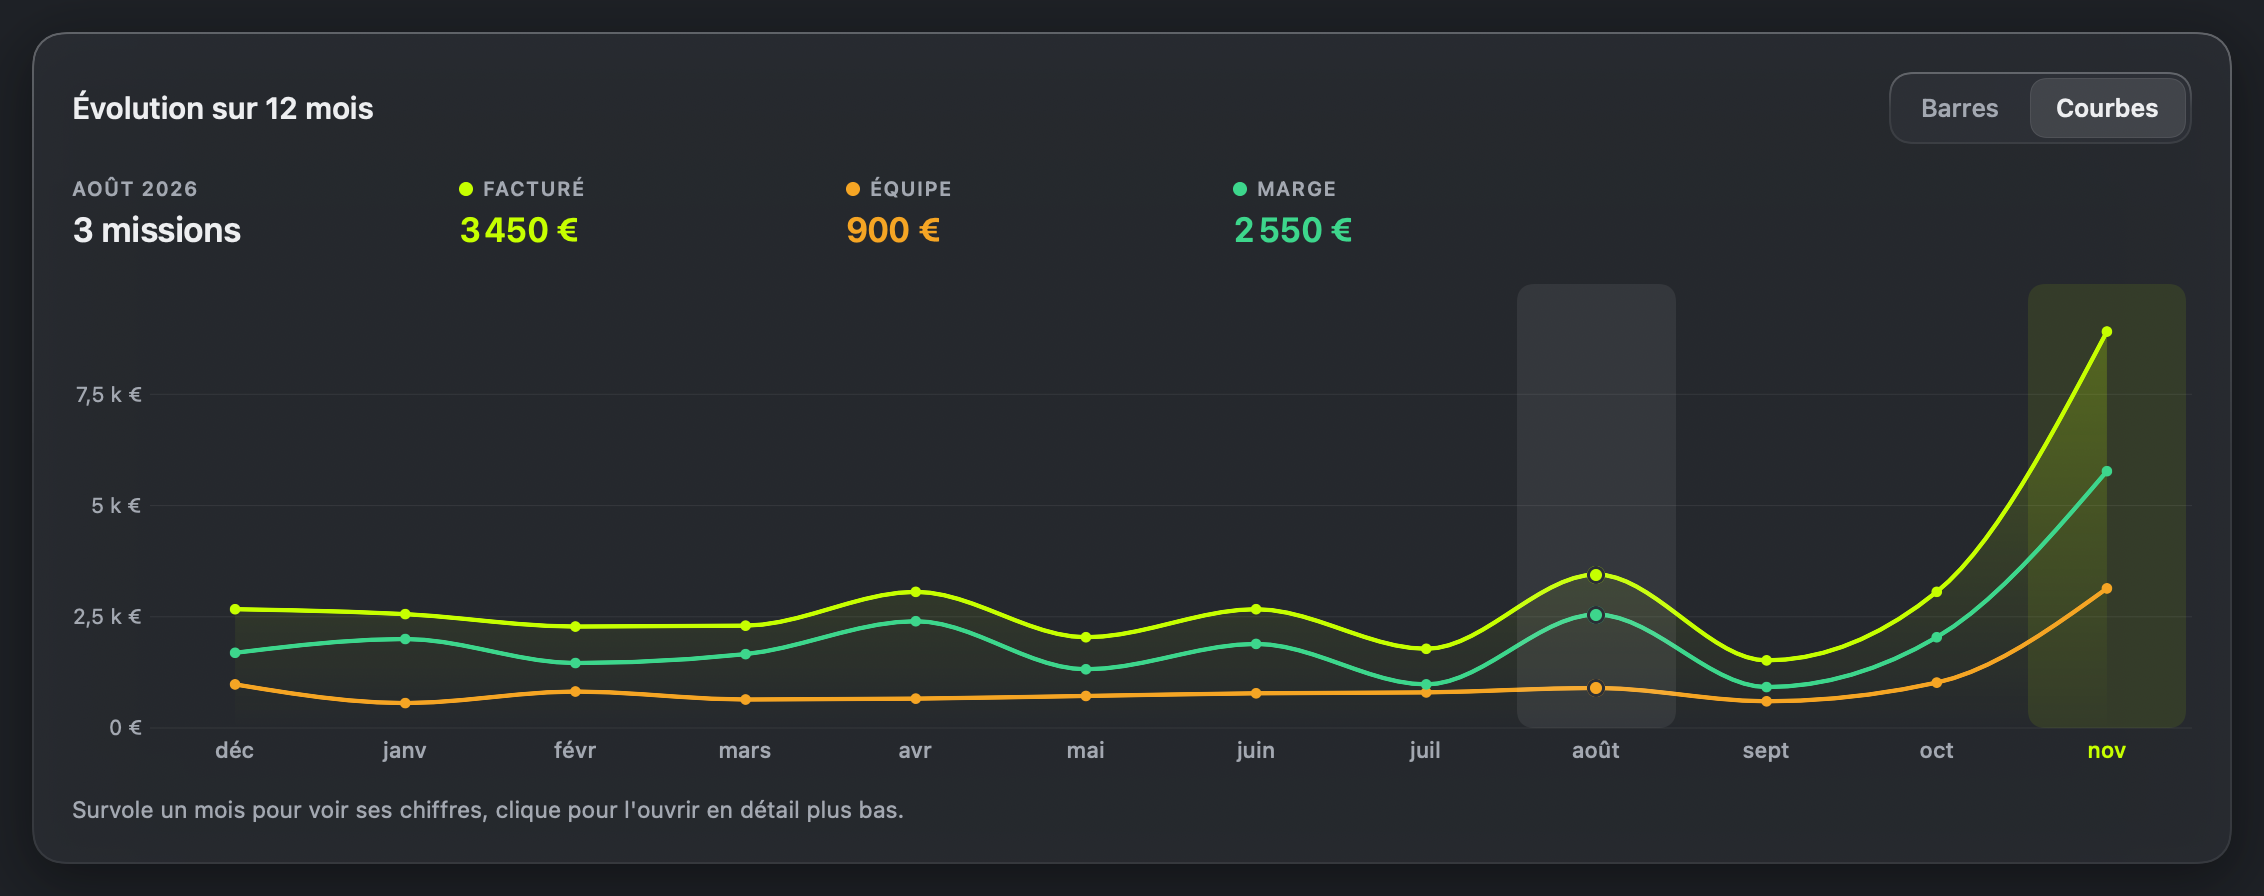 Évolution sur 12 mois
Barres
Courbes
AOÛT 2026
3 missions
FACTURÉ
3 450 €
ÉQUIPE
900 €
MARGE
2 550 €
7,5 k €
5 k €
2,5 k €
0 €
déc janv févr mars avr mai juin juil août sept oct nov
Survole un mois pour voir ses chiffres, clique pour l'ouvrir en détail plus bas.